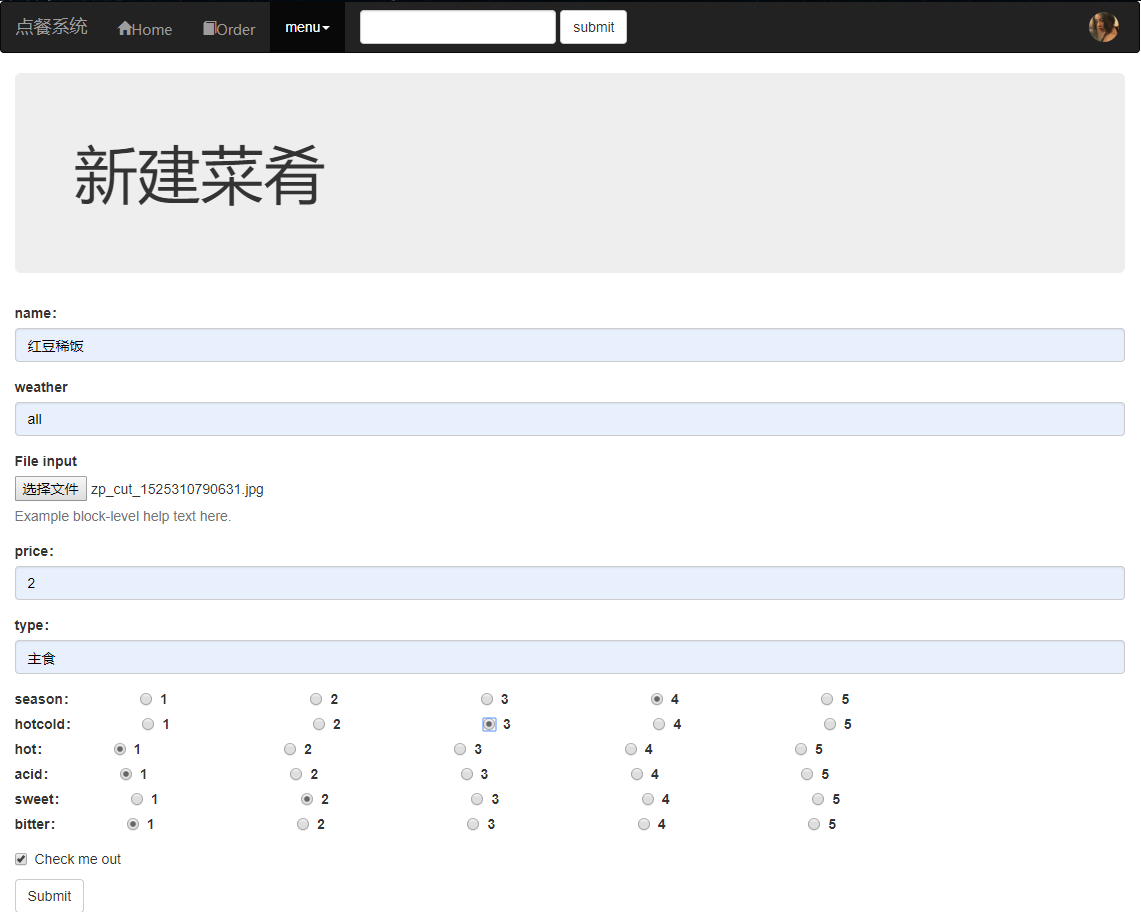 点餐系统 Home Order menu submit
新建菜肴
name:
红豆稀饭
weather
all
File input
选择文件 zp_cut_1525310790631.jpg
Example block-level help text here.
price:
2
type:
主食
season: 1 2 3 4 5
hotcold: 1 2 3 4 5
hot: 1 2 3 4 5
acid: 1 2 3 4 5
sweet: 1 2 3 4 5
bitter: 1 2 3 4 5
Check me out
Submit